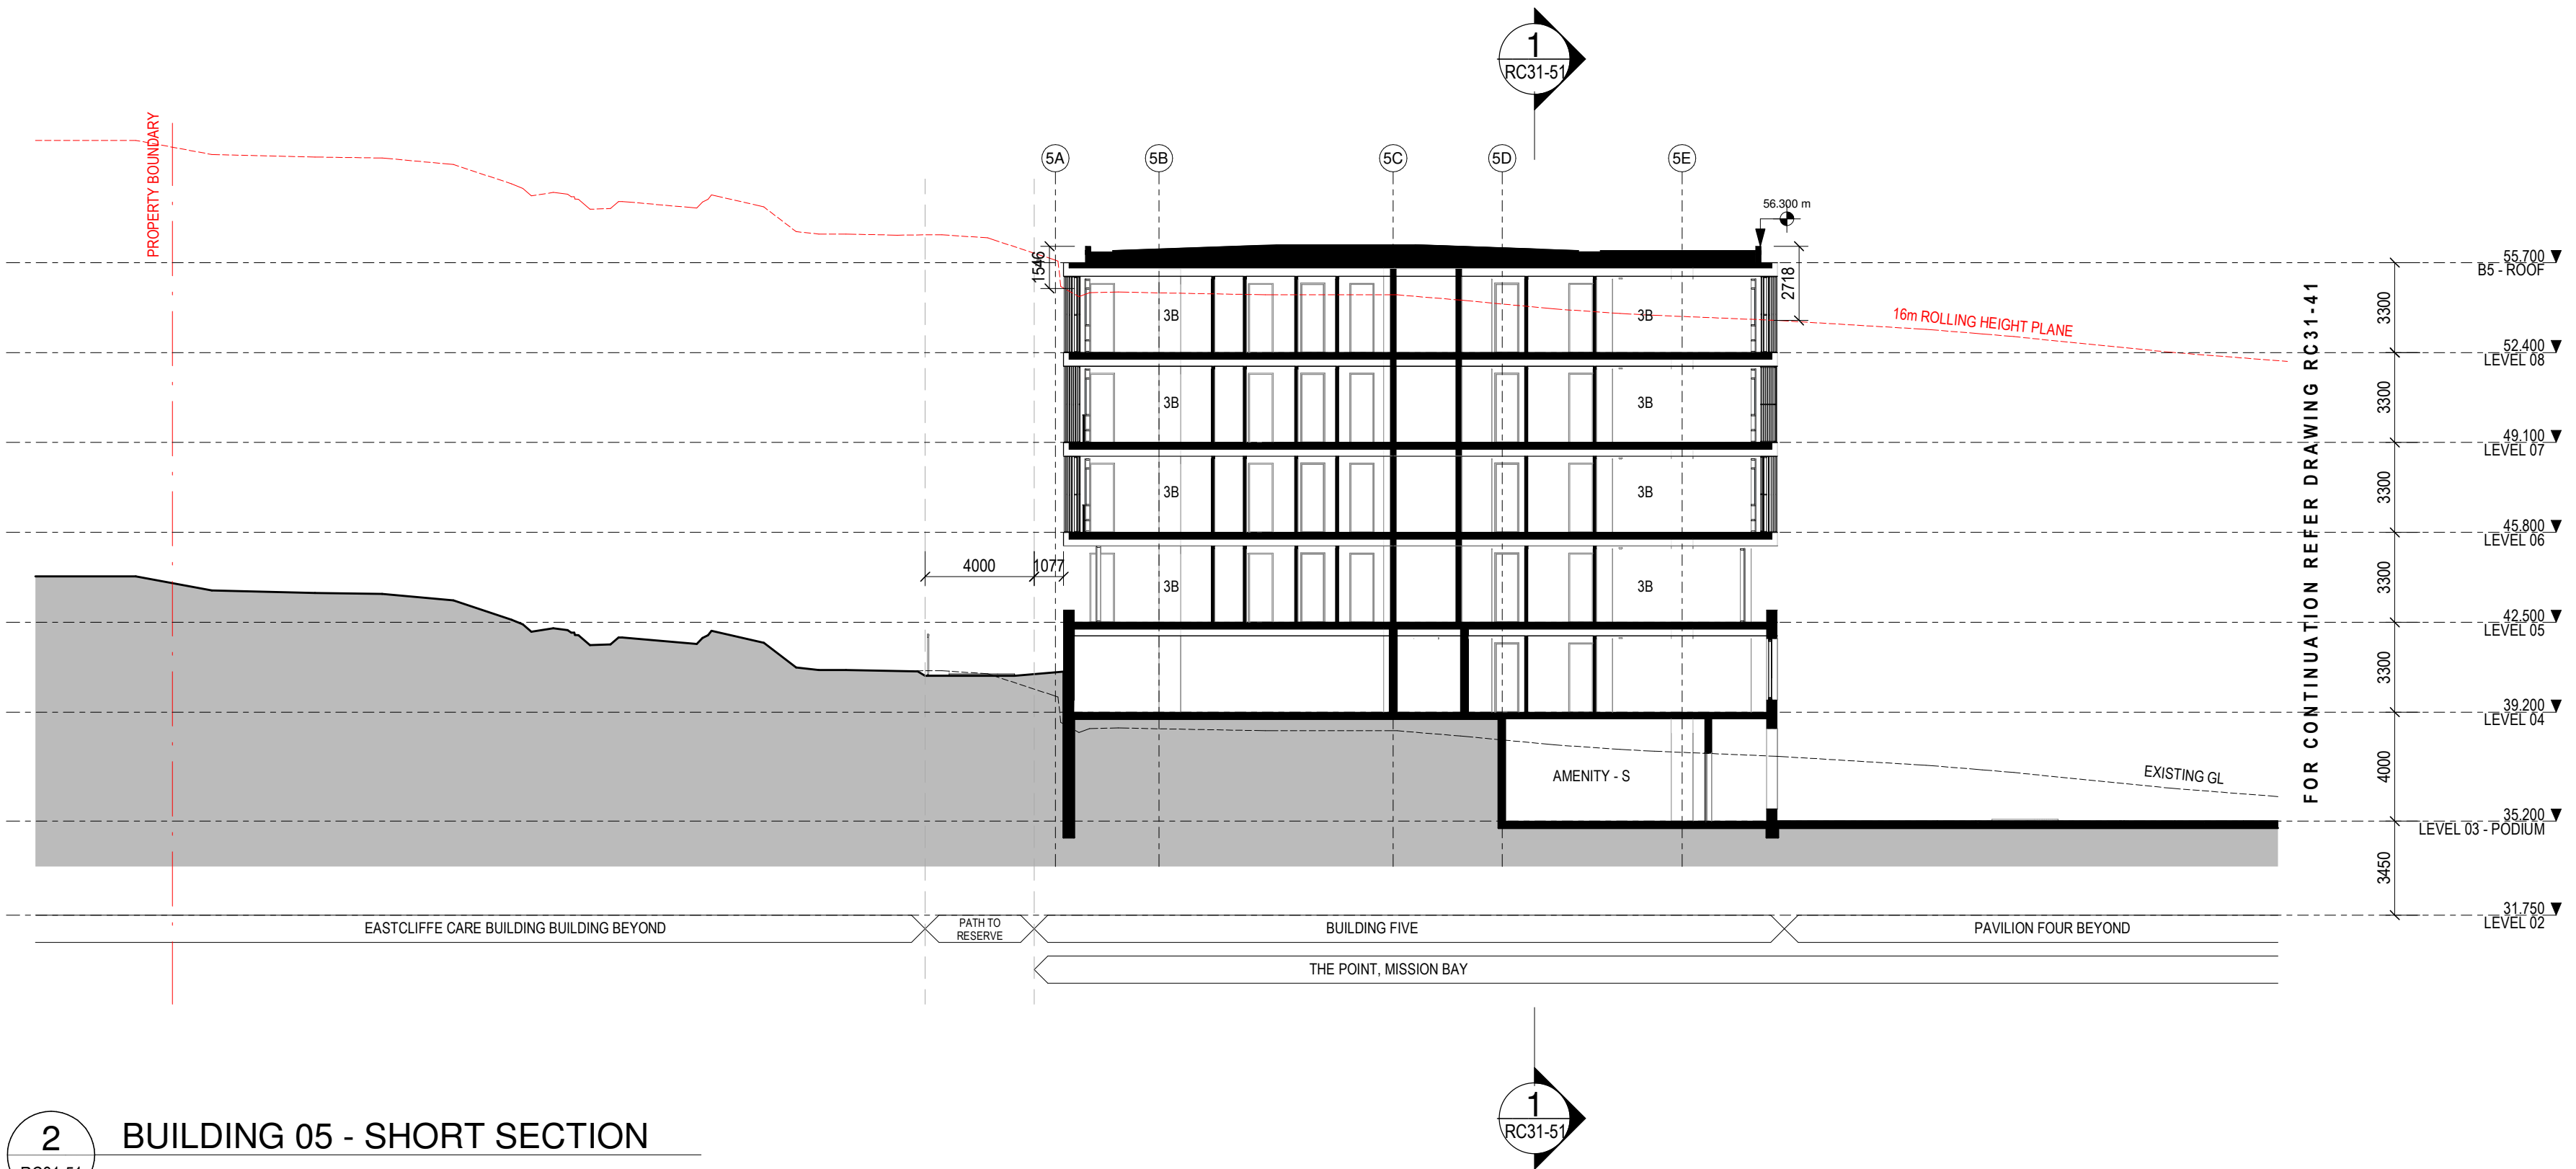 1
RC31-51
PROPERTY BOUNDARY
5A
5B
5C
5D
5E
56.300 m
1546
2718
55.700
B5 - ROOF
3300
3B
3B
16m ROLLING HEIGHT PLANE
52.400
LEVEL 08
3300
3B
3B
49.100
LEVEL 07
3300
3B
3B
45.800
LEVEL 06
3300
4000
1077
3B
3B
42.500
LEVEL 05
3300
39.200
LEVEL 04
4000
AMENITY - S
EXISTING GL
35.200
LEVEL 03 - PODIUM
3450
31.750
LEVEL 02
FOR CONTINUATION REFER DRAWING RC31-41
EASTCLIFFE CARE BUILDING BUILDING BEYOND
PATH TO
RESERVE
BUILDING FIVE
PAVILION FOUR BEYOND
THE POINT, MISSION BAY
1
RC31-51
2
BUILDING 05 - SHORT SECTION